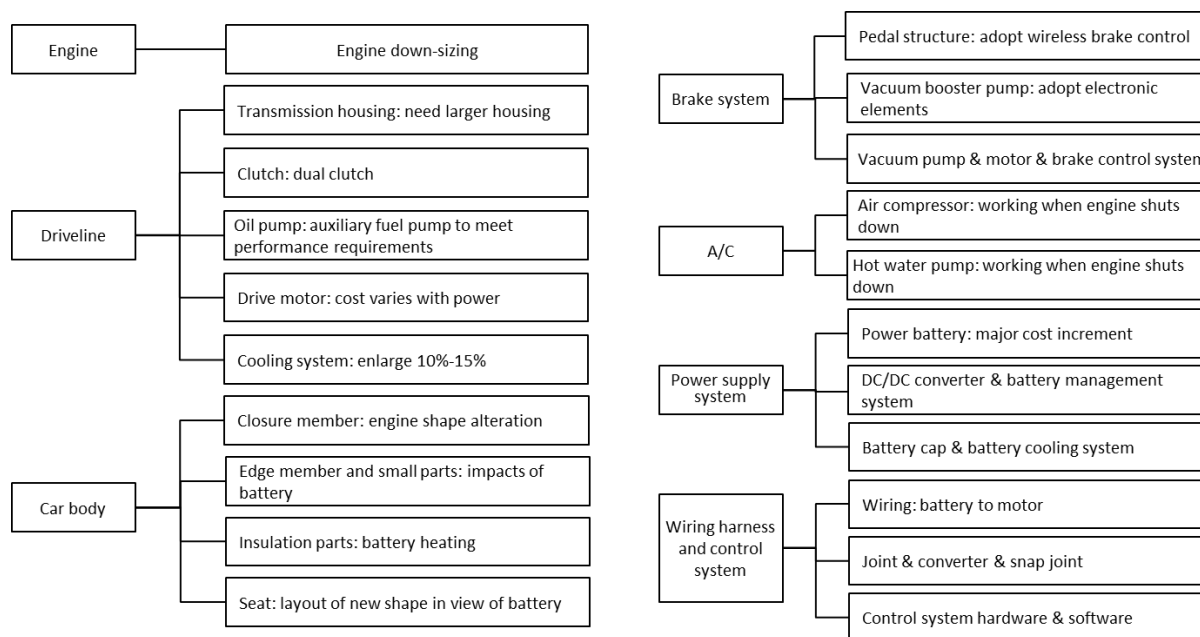 Engine
Engine down-sizing
Driveline
Transmission housing: need larger housing
Clutch: dual clutch
Oil pump: auxiliary fuel pump to meet
performance requirements
Drive motor: cost varies with power
Cooling system: enlarge 10%-15%
Car body
Closure member: engine shape alteration
Edge member and small parts: impacts of
battery
Insulation parts: battery heating
Seat: layout of new shape in view of battery
Brake system
Pedal structure: adopt wireless brake control
Vacuum booster pump: adopt electronic
elements
Vacuum pump & motor & brake control system
A/C
Air compressor: working when engine shuts
down
Hot water pump: working when engine shuts
down
Power supply
system
Power battery: major cost increment
DC/DC converter & battery management
system
Battery cap & battery cooling system
Wiring harness
and control
system
Wiring: battery to motor
Joint & converter & snap joint
Control system hardware & software